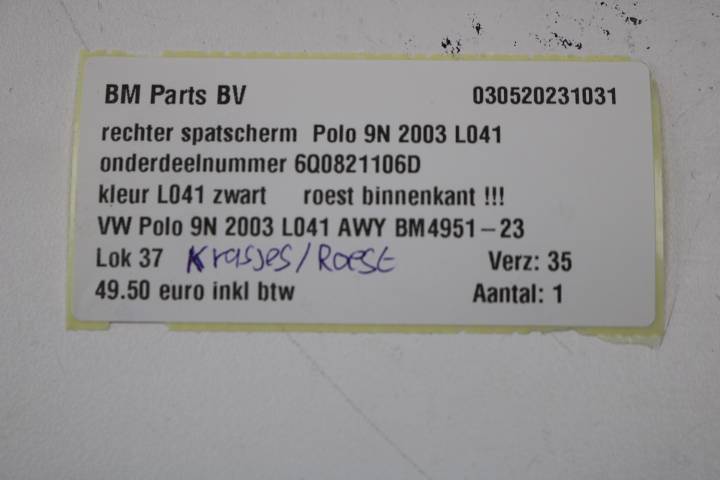 BM Parts BV 030520231031
rechter spatscherm Polo 9N 2003 L041
onderdeelnummer 6Q0821106D
kleur L041 zwart roest binnenkant !!!
VW Polo 9N 2003 L041 AWY BM4951-23
Lok 37 Krasjes/Roest Verz: 35
49.50 euro inkl btw Aantal: 1